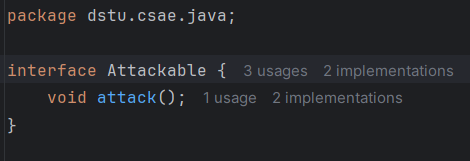 package dstu.csae.java;
interface Attackable { 3 usages 2 implementations
void attack(); 1 usage 2 implementations
}